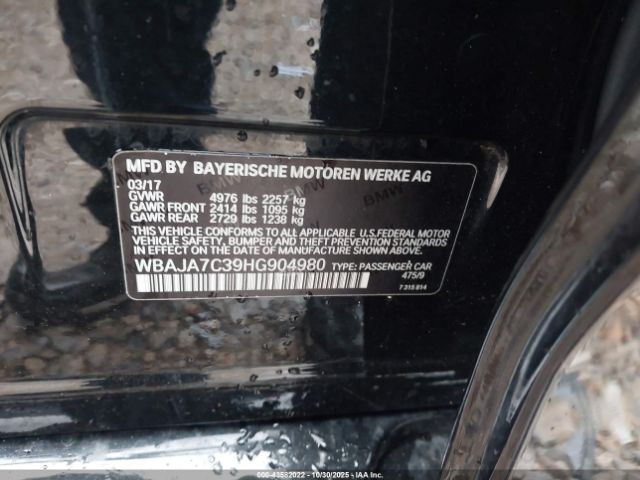 MFD BY BAYERISCHE MOTOREN WERKE AG
03/17
GVWR 4976 lbs 2257 kg
GAWR FRONT 2414 lbs 1095 kg
GAWR REAR 2729 lbs 1238 kg
THIS VEHICLE CONFORMS TO ALL APPLICABLE U.S.FEDERAL MOTOR
VEHICLE SAFETY, BUMPER, AND THEFT PREVENTION STANDARDS
IN EFFECT ON THE DATE OF MANUFACTURE SHOWN ABOVE.
WBAJA7C39HG904980 TYPE: PASSENGER CAR
475/9
7 315 814
000-43582022 - 10/30/2025 - IAA Inc.